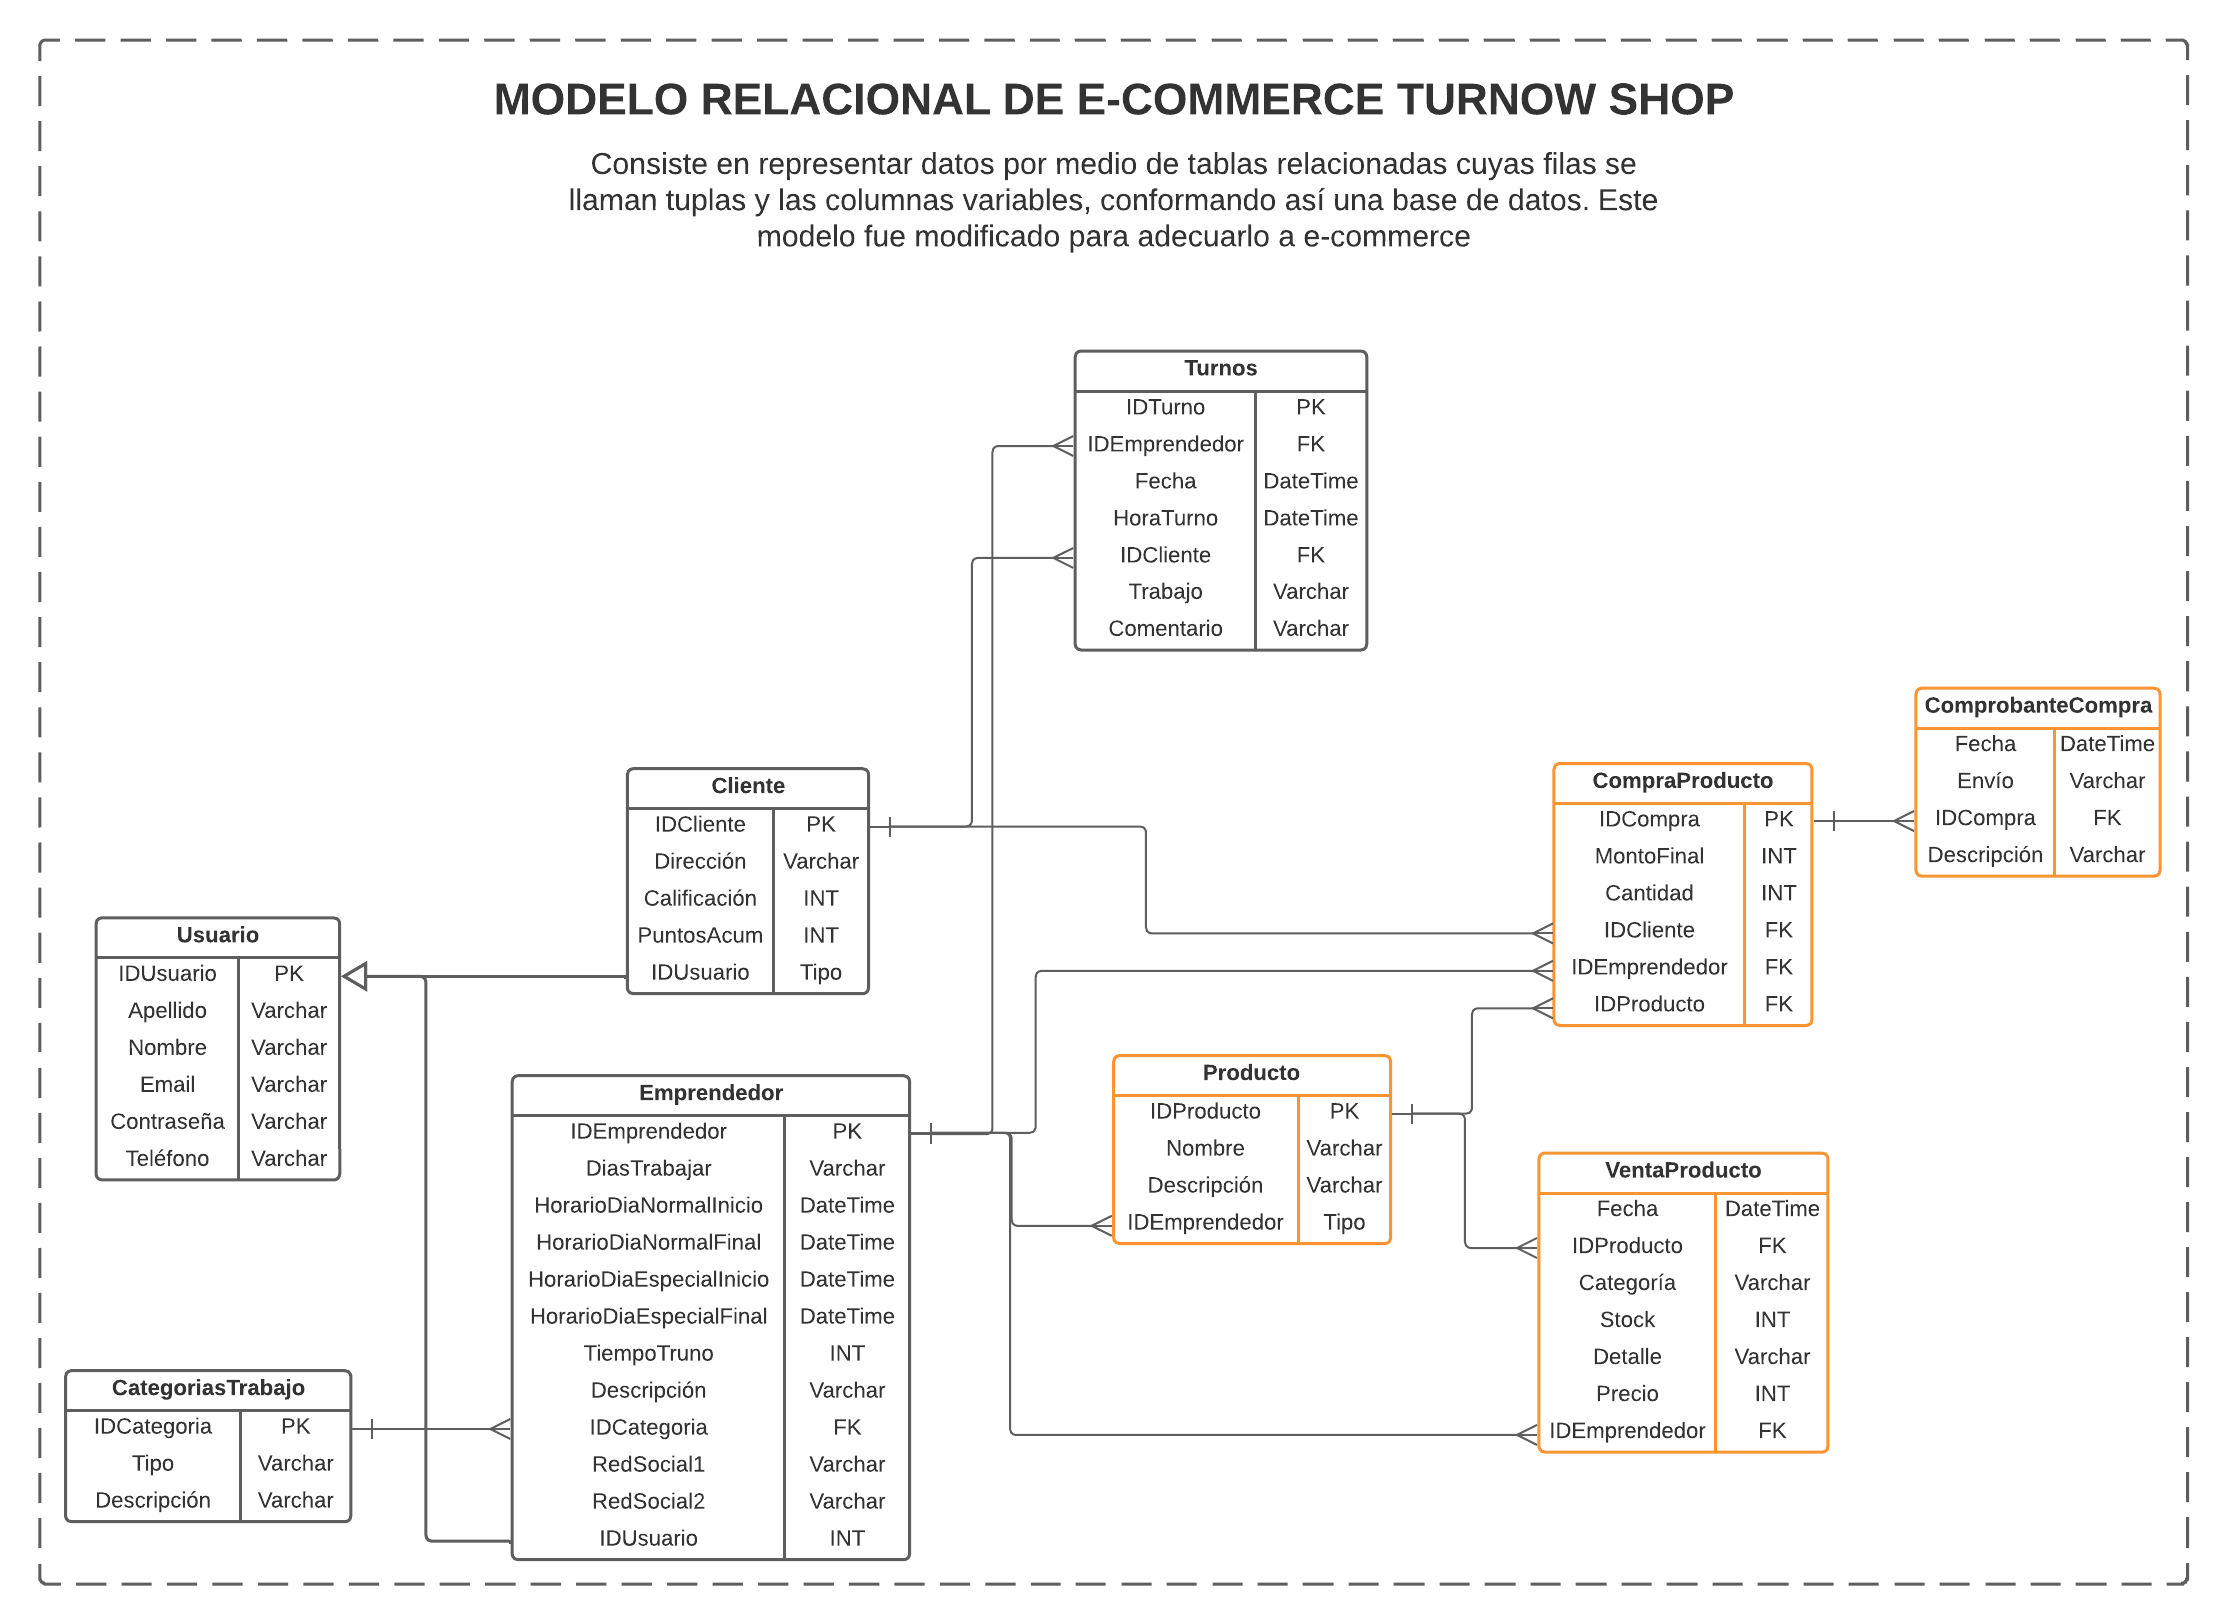 MODELO RELACIONAL DE E-COMMERCE TURNOW SHOP
Consiste en representar datos por medio de tablas relacionadas cuyas filas se
llaman tuplas y las columnas variables, conformando así una base de datos. Este
modelo fue modificado para adecuarlo a e-commerce
Turnos
IDTurno PK
IDEmprendedor FK
Fecha DateTime
HoraTurno DateTime
IDCliente FK
Trabajo Varchar
Comentario Varchar
ComprobanteCompra
Fecha DateTime
Envío Varchar
IDCompra FK
Descripción Varchar
CompraProducto
IDCompra PK
MontoFinal INT
Cantidad INT
IDCliente FK
IDEmprendedor FK
IDProducto FK
Cliente
IDCliente PK
Dirección Varchar
Calificación INT
PuntosAcum INT
IDUsuario Tipo
Usuario
IDUsuario PK
Apellido Varchar
Nombre Varchar
Email Varchar
Contraseña Varchar
Teléfono Varchar
Emprendedor
IDEmprendedor PK
DiasTrabajar Varchar
HorarioDiaNormalInicio DateTime
HorarioDiaNormalFinal DateTime
HorarioDiaEspecialInicio DateTime
HorarioDiaEspecialFinal DateTime
TiempoTruno INT
Descripción Varchar
IDCategoria FK
RedSocial1 Varchar
RedSocial2 Varchar
IDUsuario INT
Producto
IDProducto PK
Nombre Varchar
Descripción Varchar
IDEmprendedor Tipo
VentaProducto
Fecha DateTime
IDProducto FK
Categoría Varchar
Stock INT
Detalle Varchar
Precio INT
IDEmprendedor FK
CategoriasTrabajo
IDCategoria PK
Tipo Varchar
Descripción Varchar